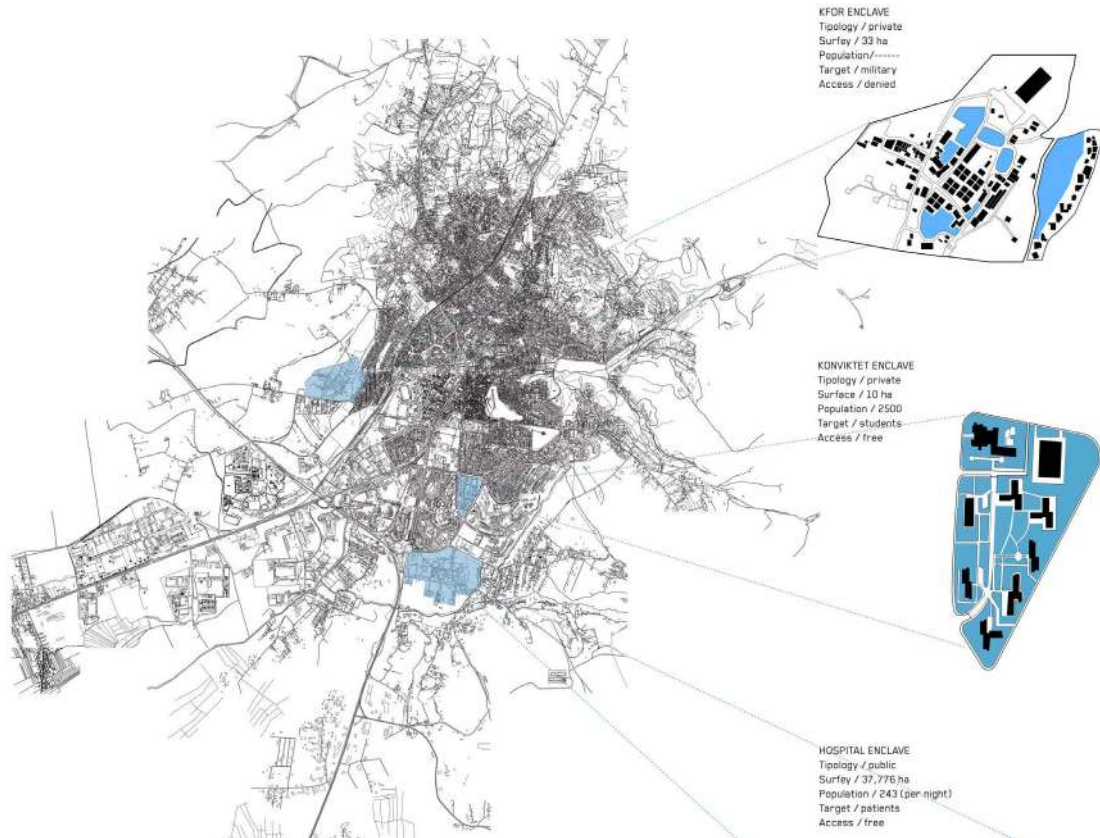 KFOR ENCLAVE
Tipology / private
Surfey / 33 ha
Population/------
Target / military
Access / denied
KONVIKTET ENCLAVE
Tipology / private
Surface / 10 ha
Population / 2500
Target / students
Access / free
HOSPITAL ENCLAVE
Tipology / public
Surfey / 37,776 ha
Population / 243 (per night)
Target / patients
Access / free